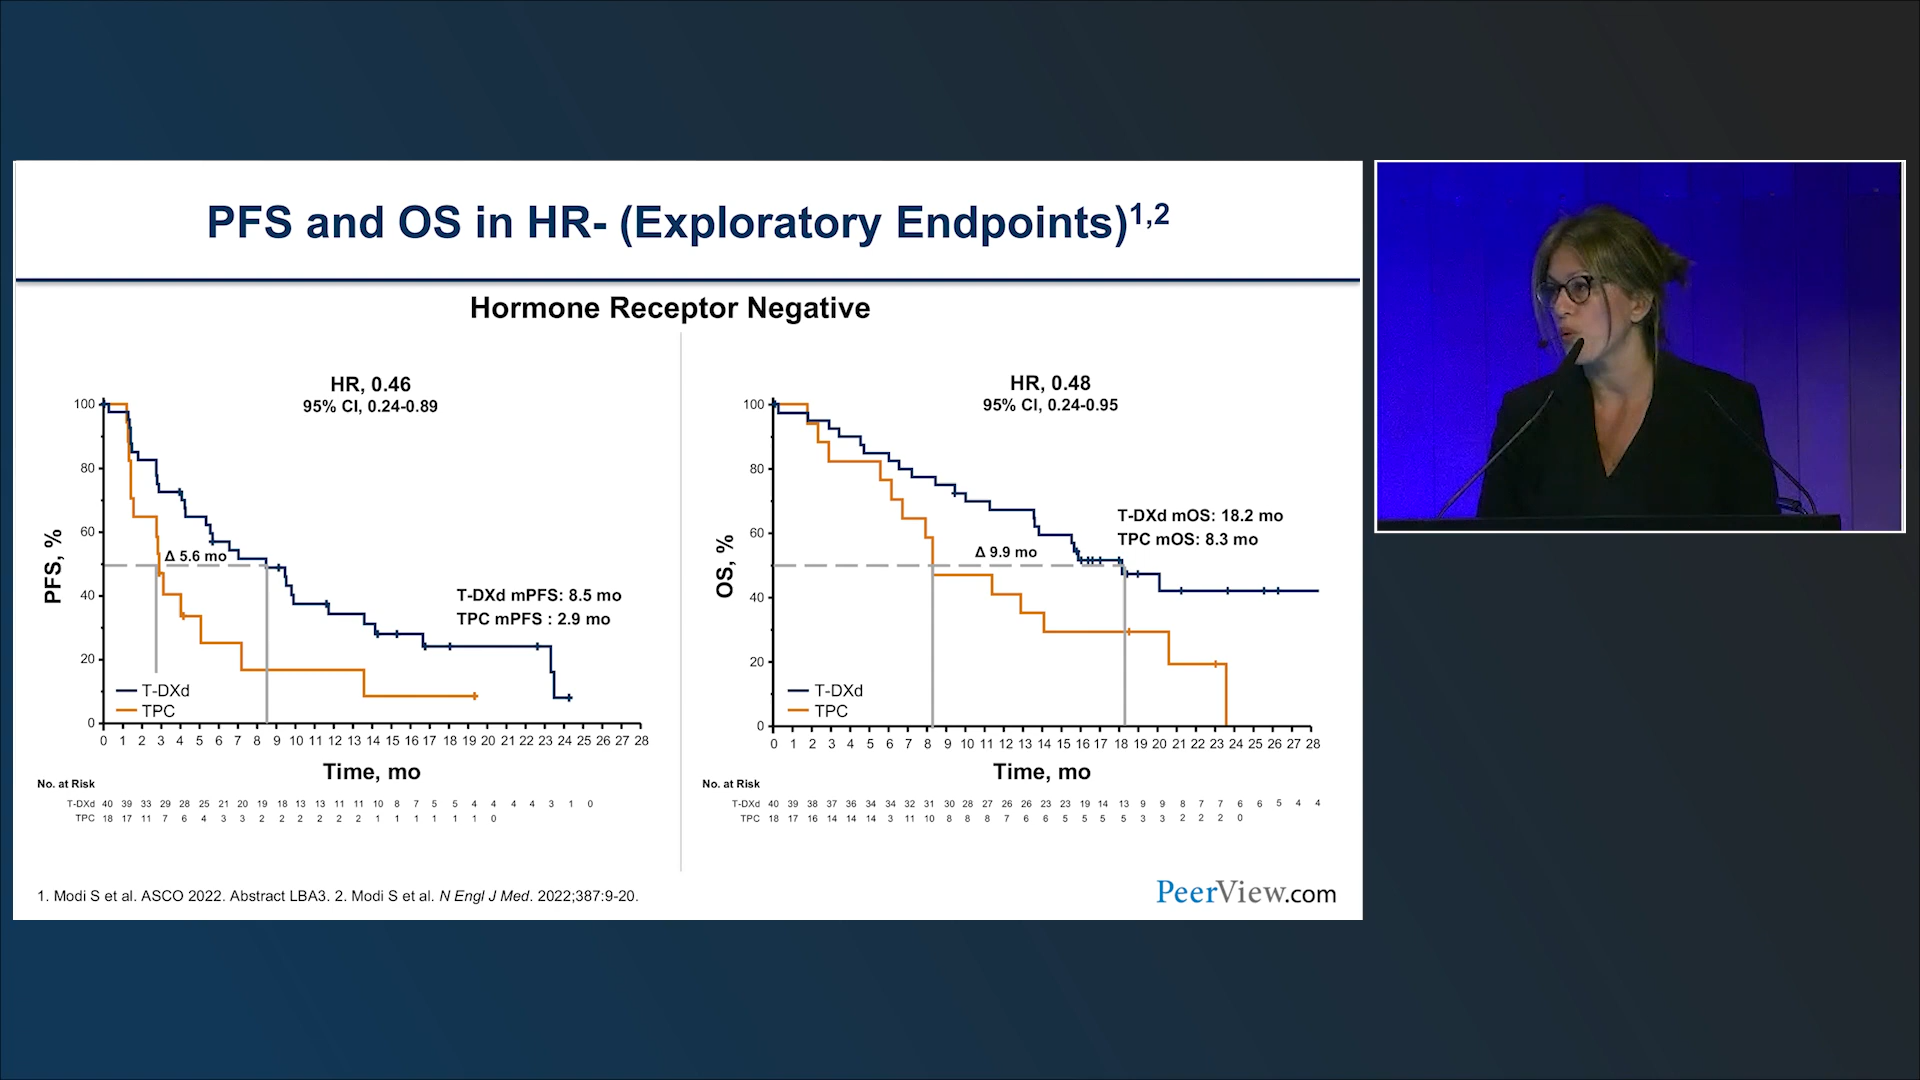 PFS and OS in HR- (Exploratory Endpoints)1,2
Hormone Receptor Negative
HR, 0.46
95% CI, 0.24-0.89
PFS, %
100
80
60
40
20
0
Δ 5.6 mo
T-DXd mPFS: 8.5 mo
TPC mPFS : 2.9 mo
T-DXd
TPC
0 1 2 3 4 5 6 7 8 9 10 11 12 13 14 15 16 17 18 19 20 21 22 23 24 25 26 27 28
Time, mo
No. at Risk
T-DXd 40 39 33 29 28 25 21 20 19 18 13 13 11 11 10 8 7 5 5 4 4 4 4 3 1 0
TPC 18 17 11 7 6 4 3 3 2 2 2 2 2 2 1 1 1 1 1 1 0
HR, 0.48
95% CI, 0.24-0.95
OS, %
100
80
60
40
20
0
Δ 9.9 mo
T-DXd mOS: 18.2 mo
TPC mOS: 8.3 mo
T-DXd
TPC
0 1 2 3 4 5 6 7 8 9 10 11 12 13 14 15 16 17 18 19 20 21 22 23 24 25 26 27 28
Time, mo
No. at Risk
T-DXd 40 39 38 37 36 34 34 32 31 30 28 27 26 26 23 23 19 14 13 9 9 8 7 7 6 6 5 4 4
TPC 18 17 16 14 14 14 3 11 10 8 8 8 7 6 6 5 5 5 5 3 3 2 2 2 0
1. Modi S et al. ASCO 2022. Abstract LBA3. 2. Modi S et al. N Engl J Med. 2022;387:9-20.
PeerView.com